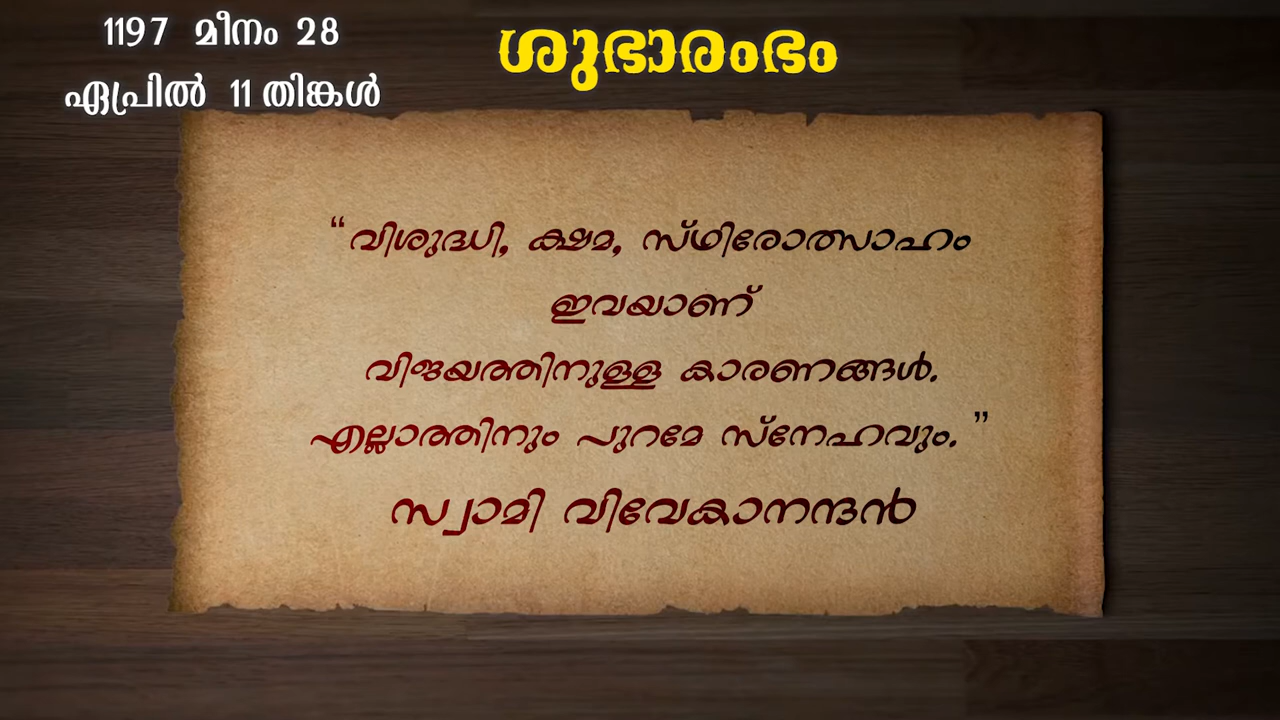 1197 മീനം 28
ഏപ്രിൽ 11 തിങ്കൾ
ശുഭാരംഭം
“വിശുദ്ധി, ക്ഷമ, സ്ഥിരോത്സാഹം
ഇവയാണ്
വിജയത്തിനുള്ള കാരണങ്ങൾ.
എല്ലാത്തിനും പുറമേ സ്നേഹവും.”
സ്വാമി വിവേകാനന്ദൻ